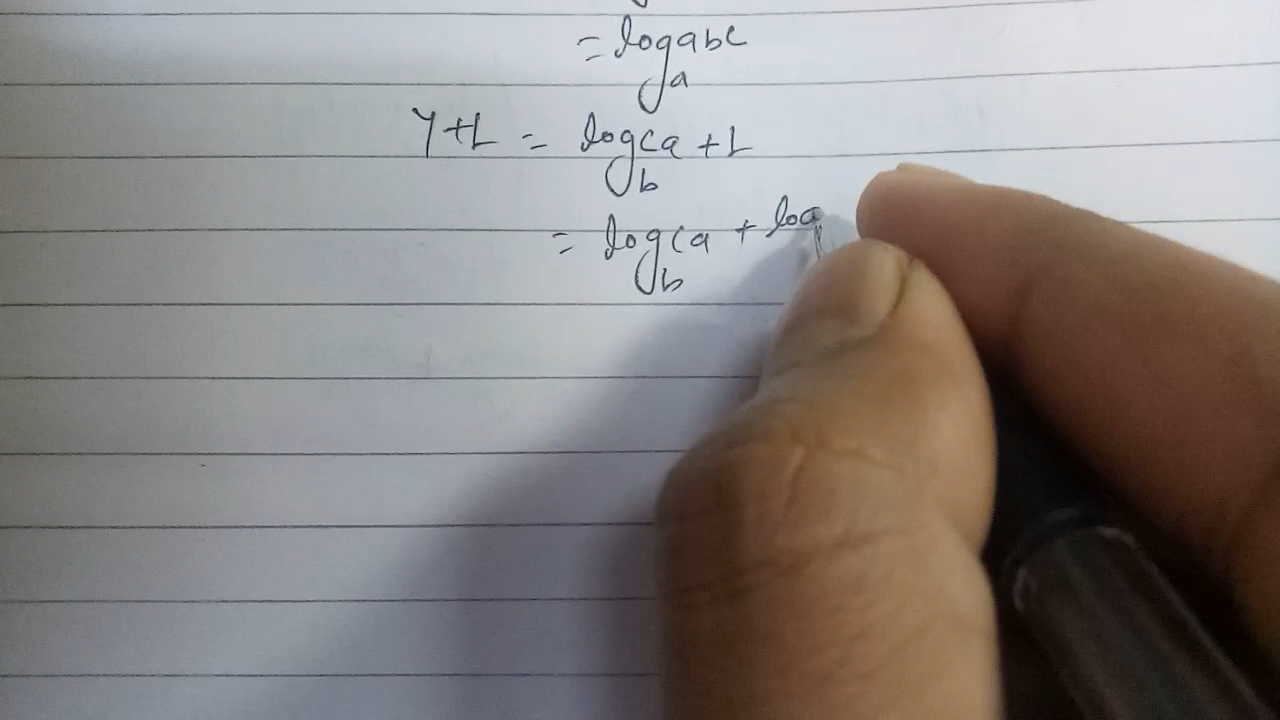 = log_a abc
Y+1 = log_b ca + 1
= log_b ca + log